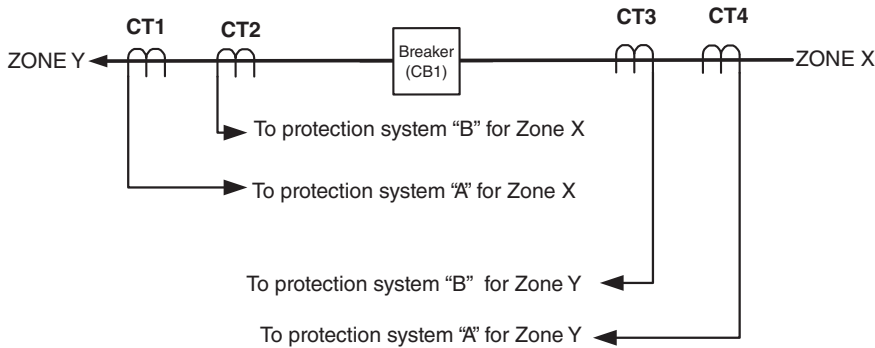 CT1
CT2
CT3
CT4
ZONE Y
Breaker
(CB1)
ZONE X
To protection system “B” for Zone X
To protection system “A” for Zone X
To protection system “B” for Zone Y
To protection system “A” for Zone Y